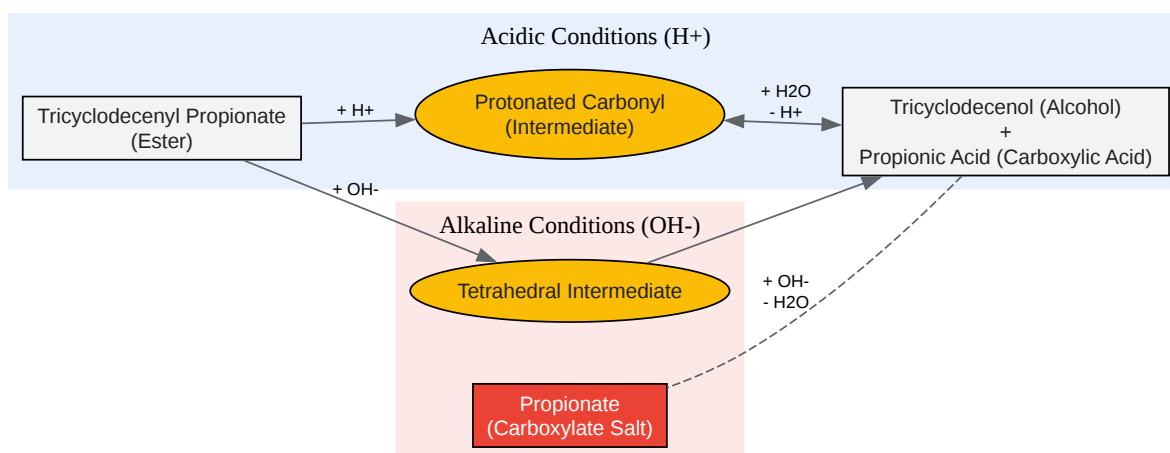 Acidic Conditions (H+)
Tricyclodecenyl Propionate
(Ester)
+ H+
Protonated Carbonyl
(Intermediate)
+ H2O
- H+
Tricyclodecenol (Alcohol)
+
Propionic Acid (Carboxylic Acid)
+ OH-
Alkaline Conditions (OH-)
Tetrahedral Intermediate
+ OH-
- H2O
Propionate
(Carboxylate Salt)